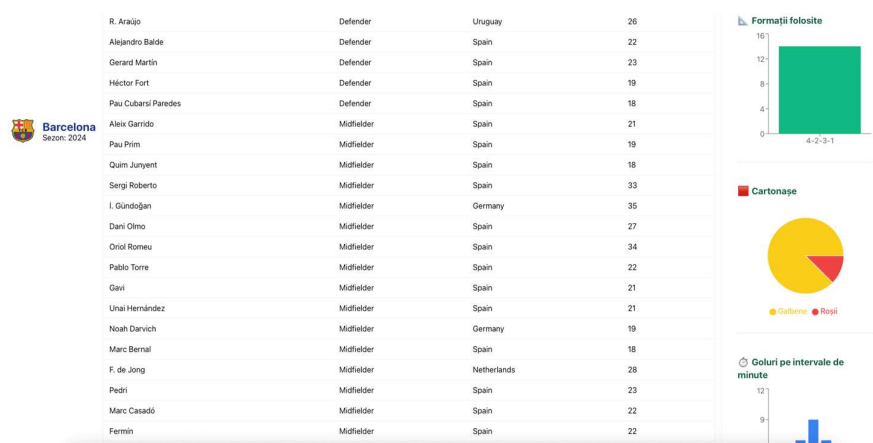 Barcelona
Sezon: 2024
R. Araújo Defender Uruguay 26
Alejandro Balde Defender Spain 22
Gerard Martín Defender Spain 23
Héctor Fort Defender Spain 19
Pau Cubarsí Paredes Defender Spain 18
Aleix Garrido Midfielder Spain 21
Pau Prim Midfielder Spain 19
Quim Junyent Midfielder Spain 18
Sergi Roberto Midfielder Spain 33
İ. Gündoğan Midfielder Germany 35
Dani Olmo Midfielder Spain 27
Oriol Romeu Midfielder Spain 34
Pablo Torre Midfielder Spain 22
Gavi Midfielder Spain 21
Unai Hernández Midfielder Spain 21
Noah Darvich Midfielder Germany 19
Marc Bernal Midfielder Spain 18
F. de Jong Midfielder Netherlands 28
Pedri Midfielder Spain 23
Marc Casadó Midfielder Spain 22
Fermín Midfielder Spain 22
Formații folosite
16
12
8
4
0
4-2-3-1
Cartonașe
Galbene Roșii
Goluri pe intervale de
minute
12
9